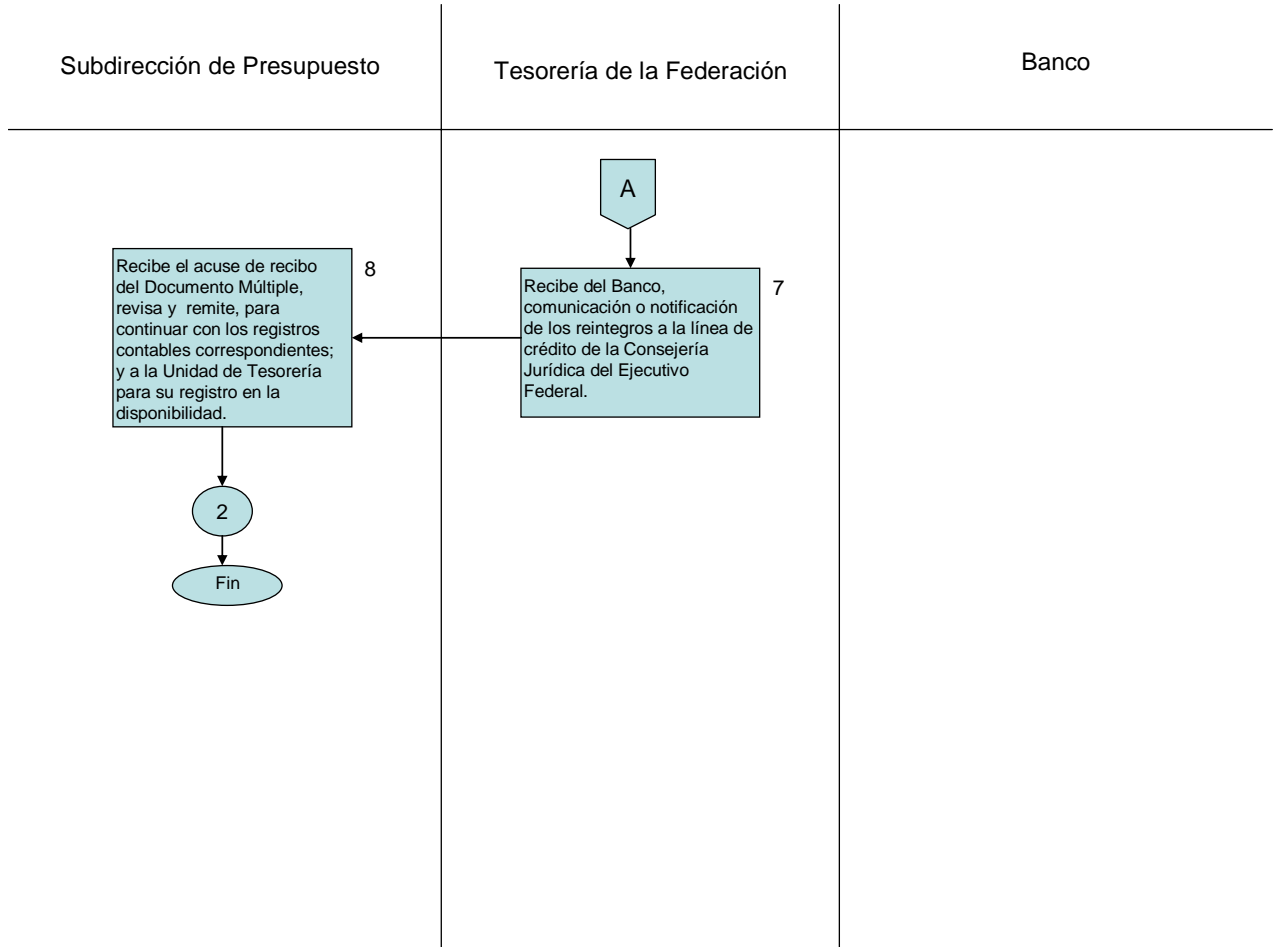 Subdirección de Presupuesto
Tesorería de la Federación
Banco
A
Recibe del Banco,
comunicación o notificación
de los reintegros a la línea de
crédito de la Consejería
Jurídica del Ejecutivo
Federal.
7
Recibe el acuse de recibo
del Documento Múltiple,
revisa y  remite, para
continuar con los registros
contables correspondientes;
y a la Unidad de Tesorería
para su registro en la
disponibilidad.
8
2
Fin